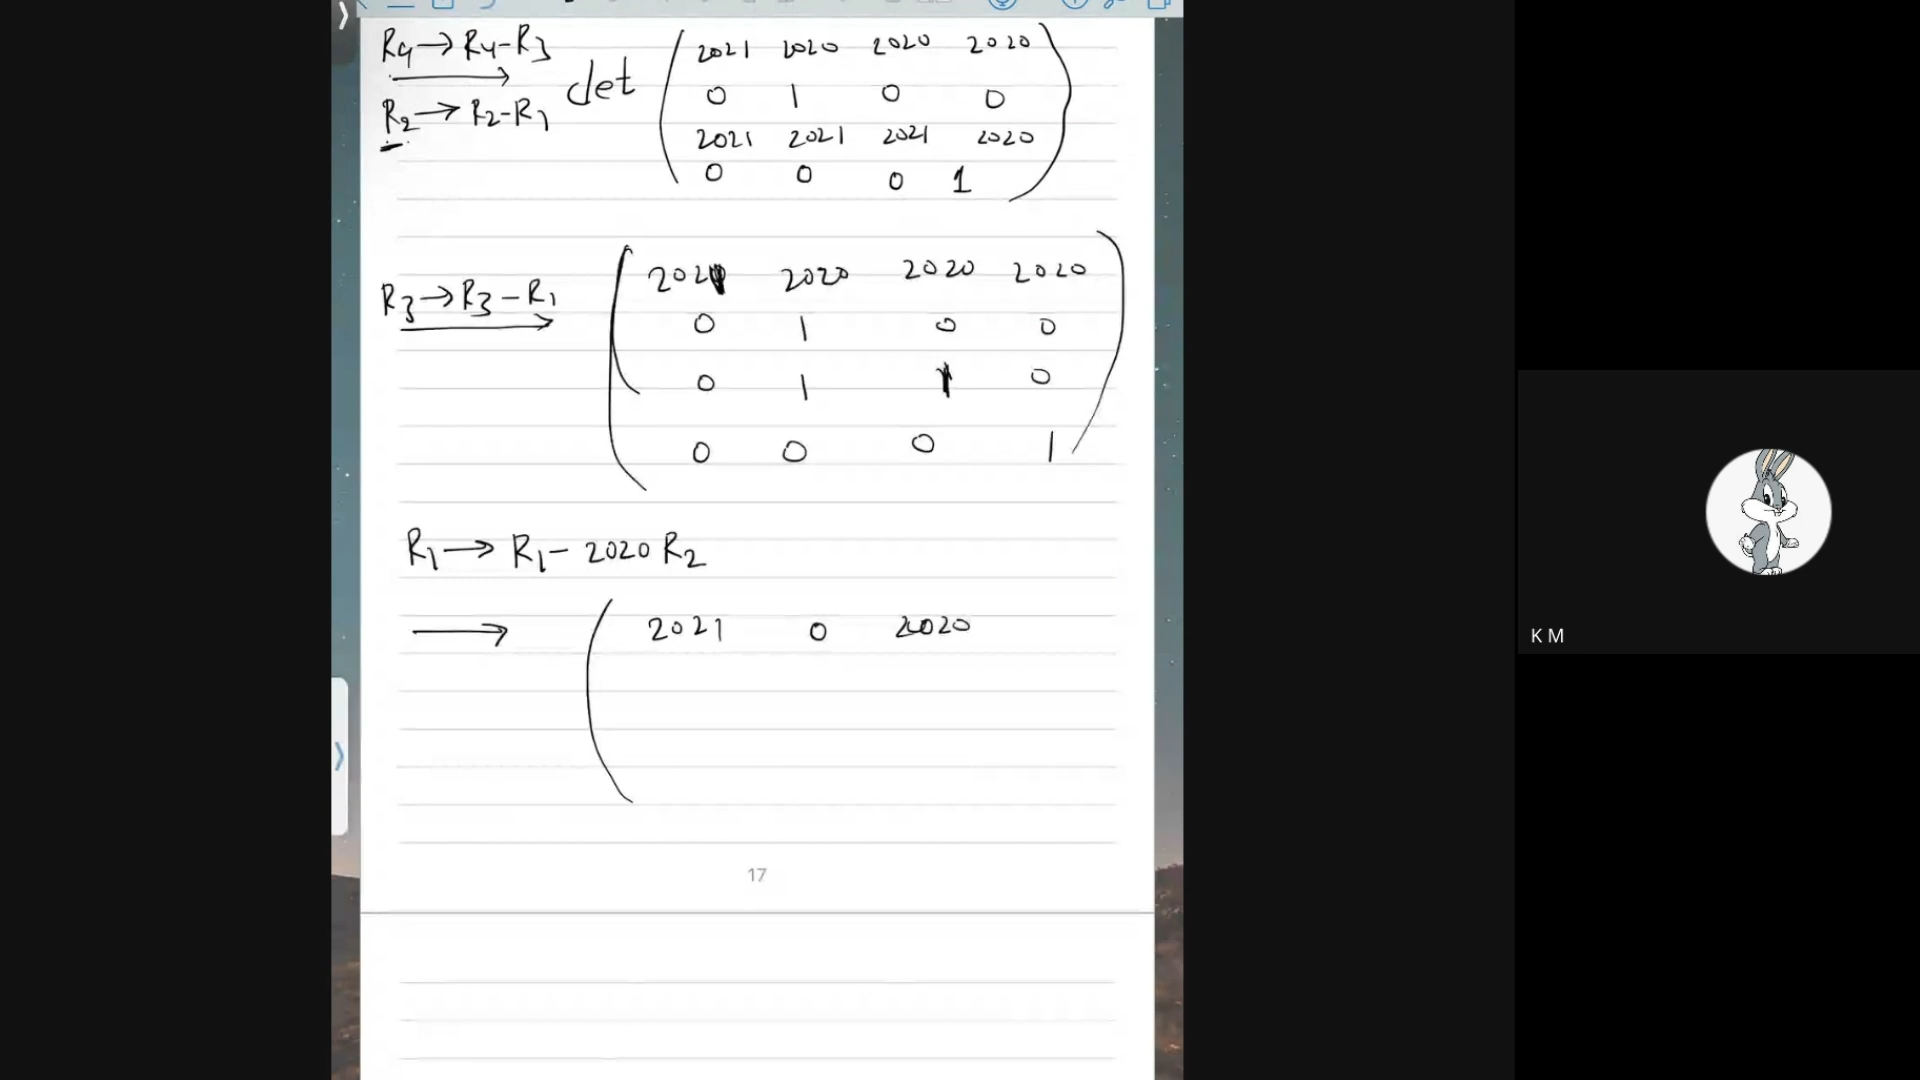 R4 → R4-R3
R2 → R2-R1
det
2021 2020 2020 2020
0 1 0 0
2021 2021 2021 2020
0 0 0 1
R3 → R3 - R1
2021 2020 2020 2020
0 1 0 0
0 1 1 0
0 0 0 1
R1 → R1 - 2020 R2
→ 2021 0 2020
17
K M